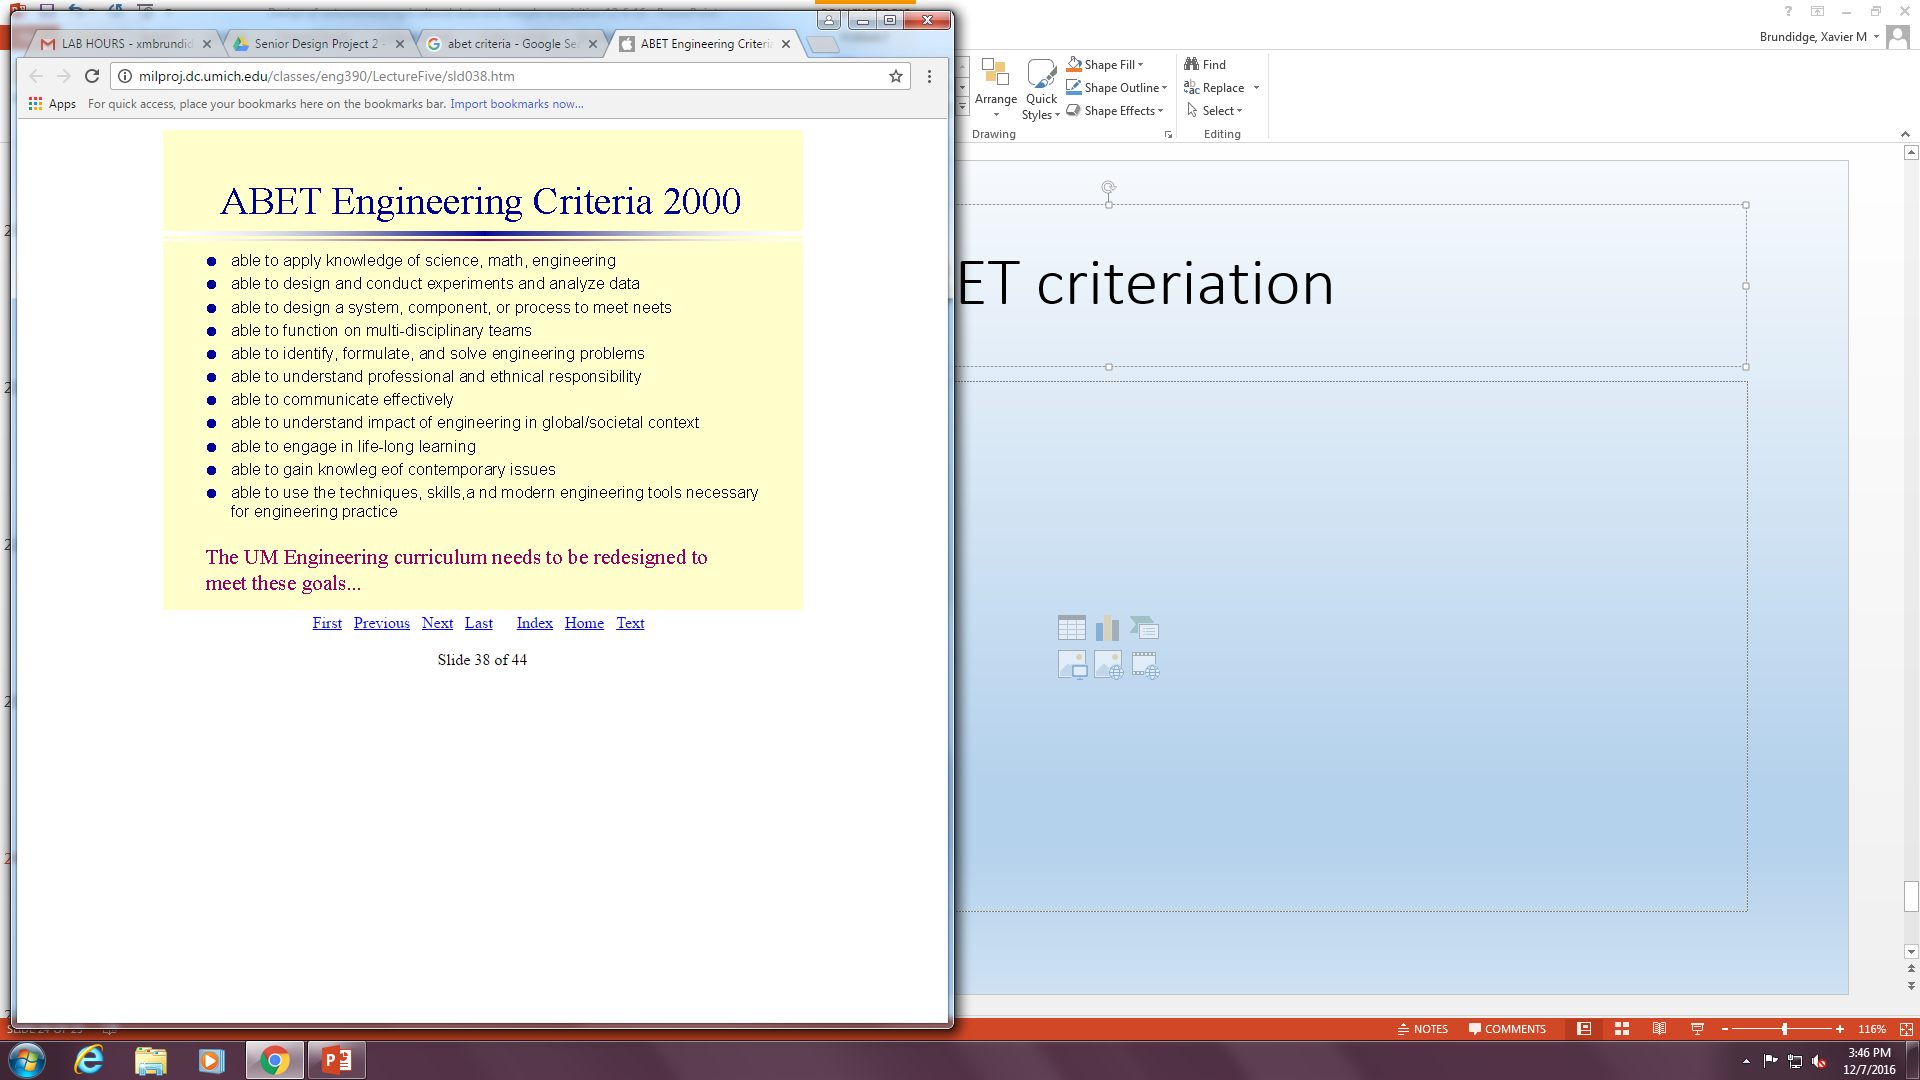 LAB HOURS - xmbrundid
Senior Design Project 2 -
abet criteria - Google Se
ABET Engineering Criteri
milproj.dc.umich.edu/classes/eng390/LectureFive/sld038.htm
Apps For quick access, place your bookmarks here on the bookmarks bar. Import bookmarks now...
ABET Engineering Criteria 2000
able to apply knowledge of science, math, engineering
able to design and conduct experiments and analyze data
able to design a system, component, or process to meet neets
able to function on multi-disciplinary teams
able to identify, formulate, and solve engineering problems
able to understand professional and ethnical responsibility
able to communicate effectively
able to understand impact of engineering in global/societal context
able to engage in life-long learning
able to gain knowleg eof contemporary issues
able to use the techniques, skills,a nd modern engineering tools necessary
for engineering practice
The UM Engineering curriculum needs to be redesigned to
meet these goals...
First Previous Next Last Index Home Text
Slide 38 of 44
Brundidge, Xavier M
Arrange
Quick
Styles
Shape Fill
Shape Outline
Shape Effects
Drawing
Find
Replace
Select
Editing
ET criteriation
NOTES COMMENTS 116%
3:46 PM
12/7/2016